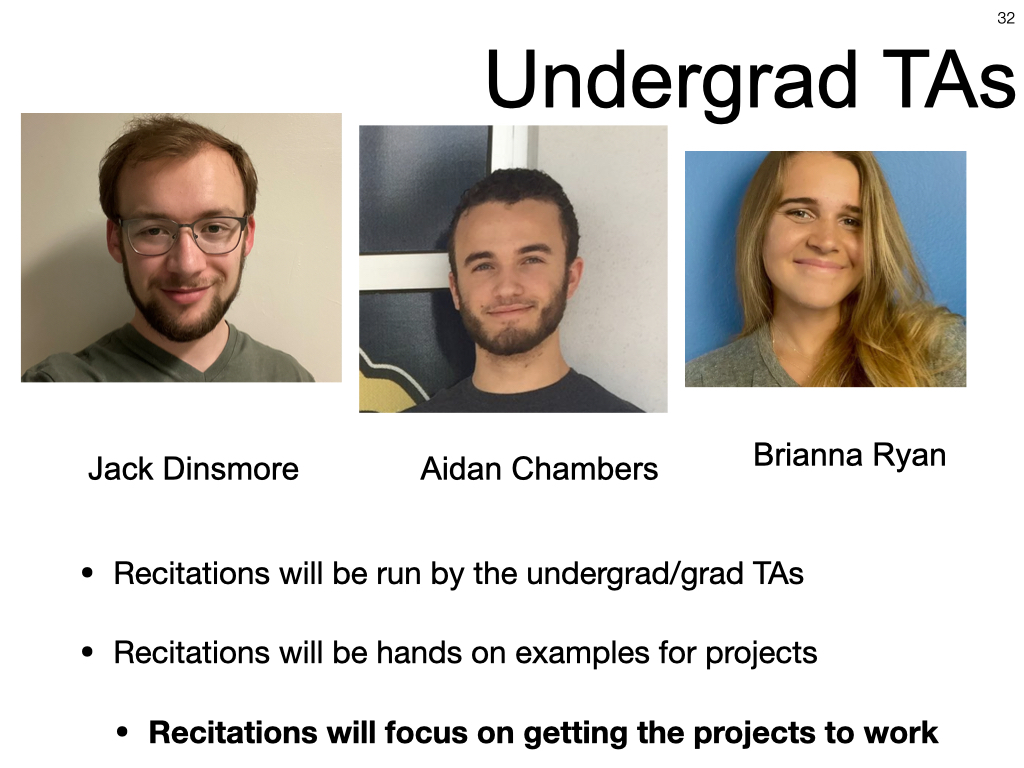 32
Undergrad TAs
Jack Dinsmore
Aidan Chambers
Brianna Ryan
• Recitations will be run by the undergrad/grad TAs
• Recitations will be hands on examples for projects
• Recitations will focus on getting the projects to work